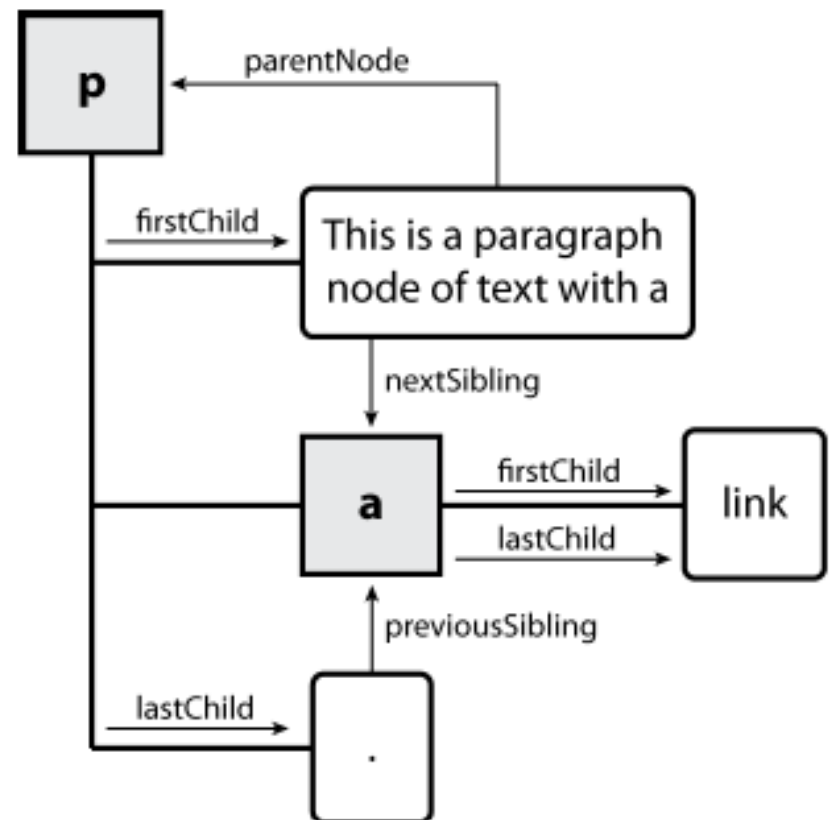 p
parentNode
firstChild
This is a paragraph
node of text with a
nextSibling
a
firstChild
lastChild
link
previousSibling
lastChild
.